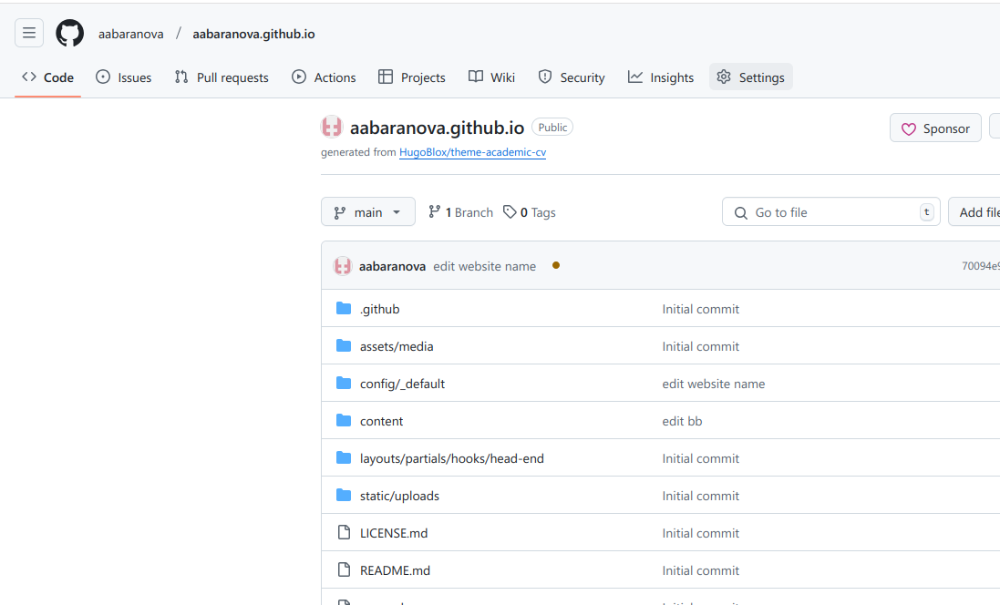 aabaranova / aabaranova.github.io
Code Issues Pull requests Actions Projects Wiki Security Insights Settings
aabaranova.github.io Public
Sponsor
generated from HugoBlox/theme-academic-cv
main 1 Branch 0 Tags Go to file t Add file
aabaranova edit website name 70094e9
.github Initial commit
assets/media Initial commit
config/_default edit website name
content edit bb
layouts/partials/hooks/head-end Initial commit
static/uploads Initial commit
LICENSE.md Initial commit
README.md Initial commit